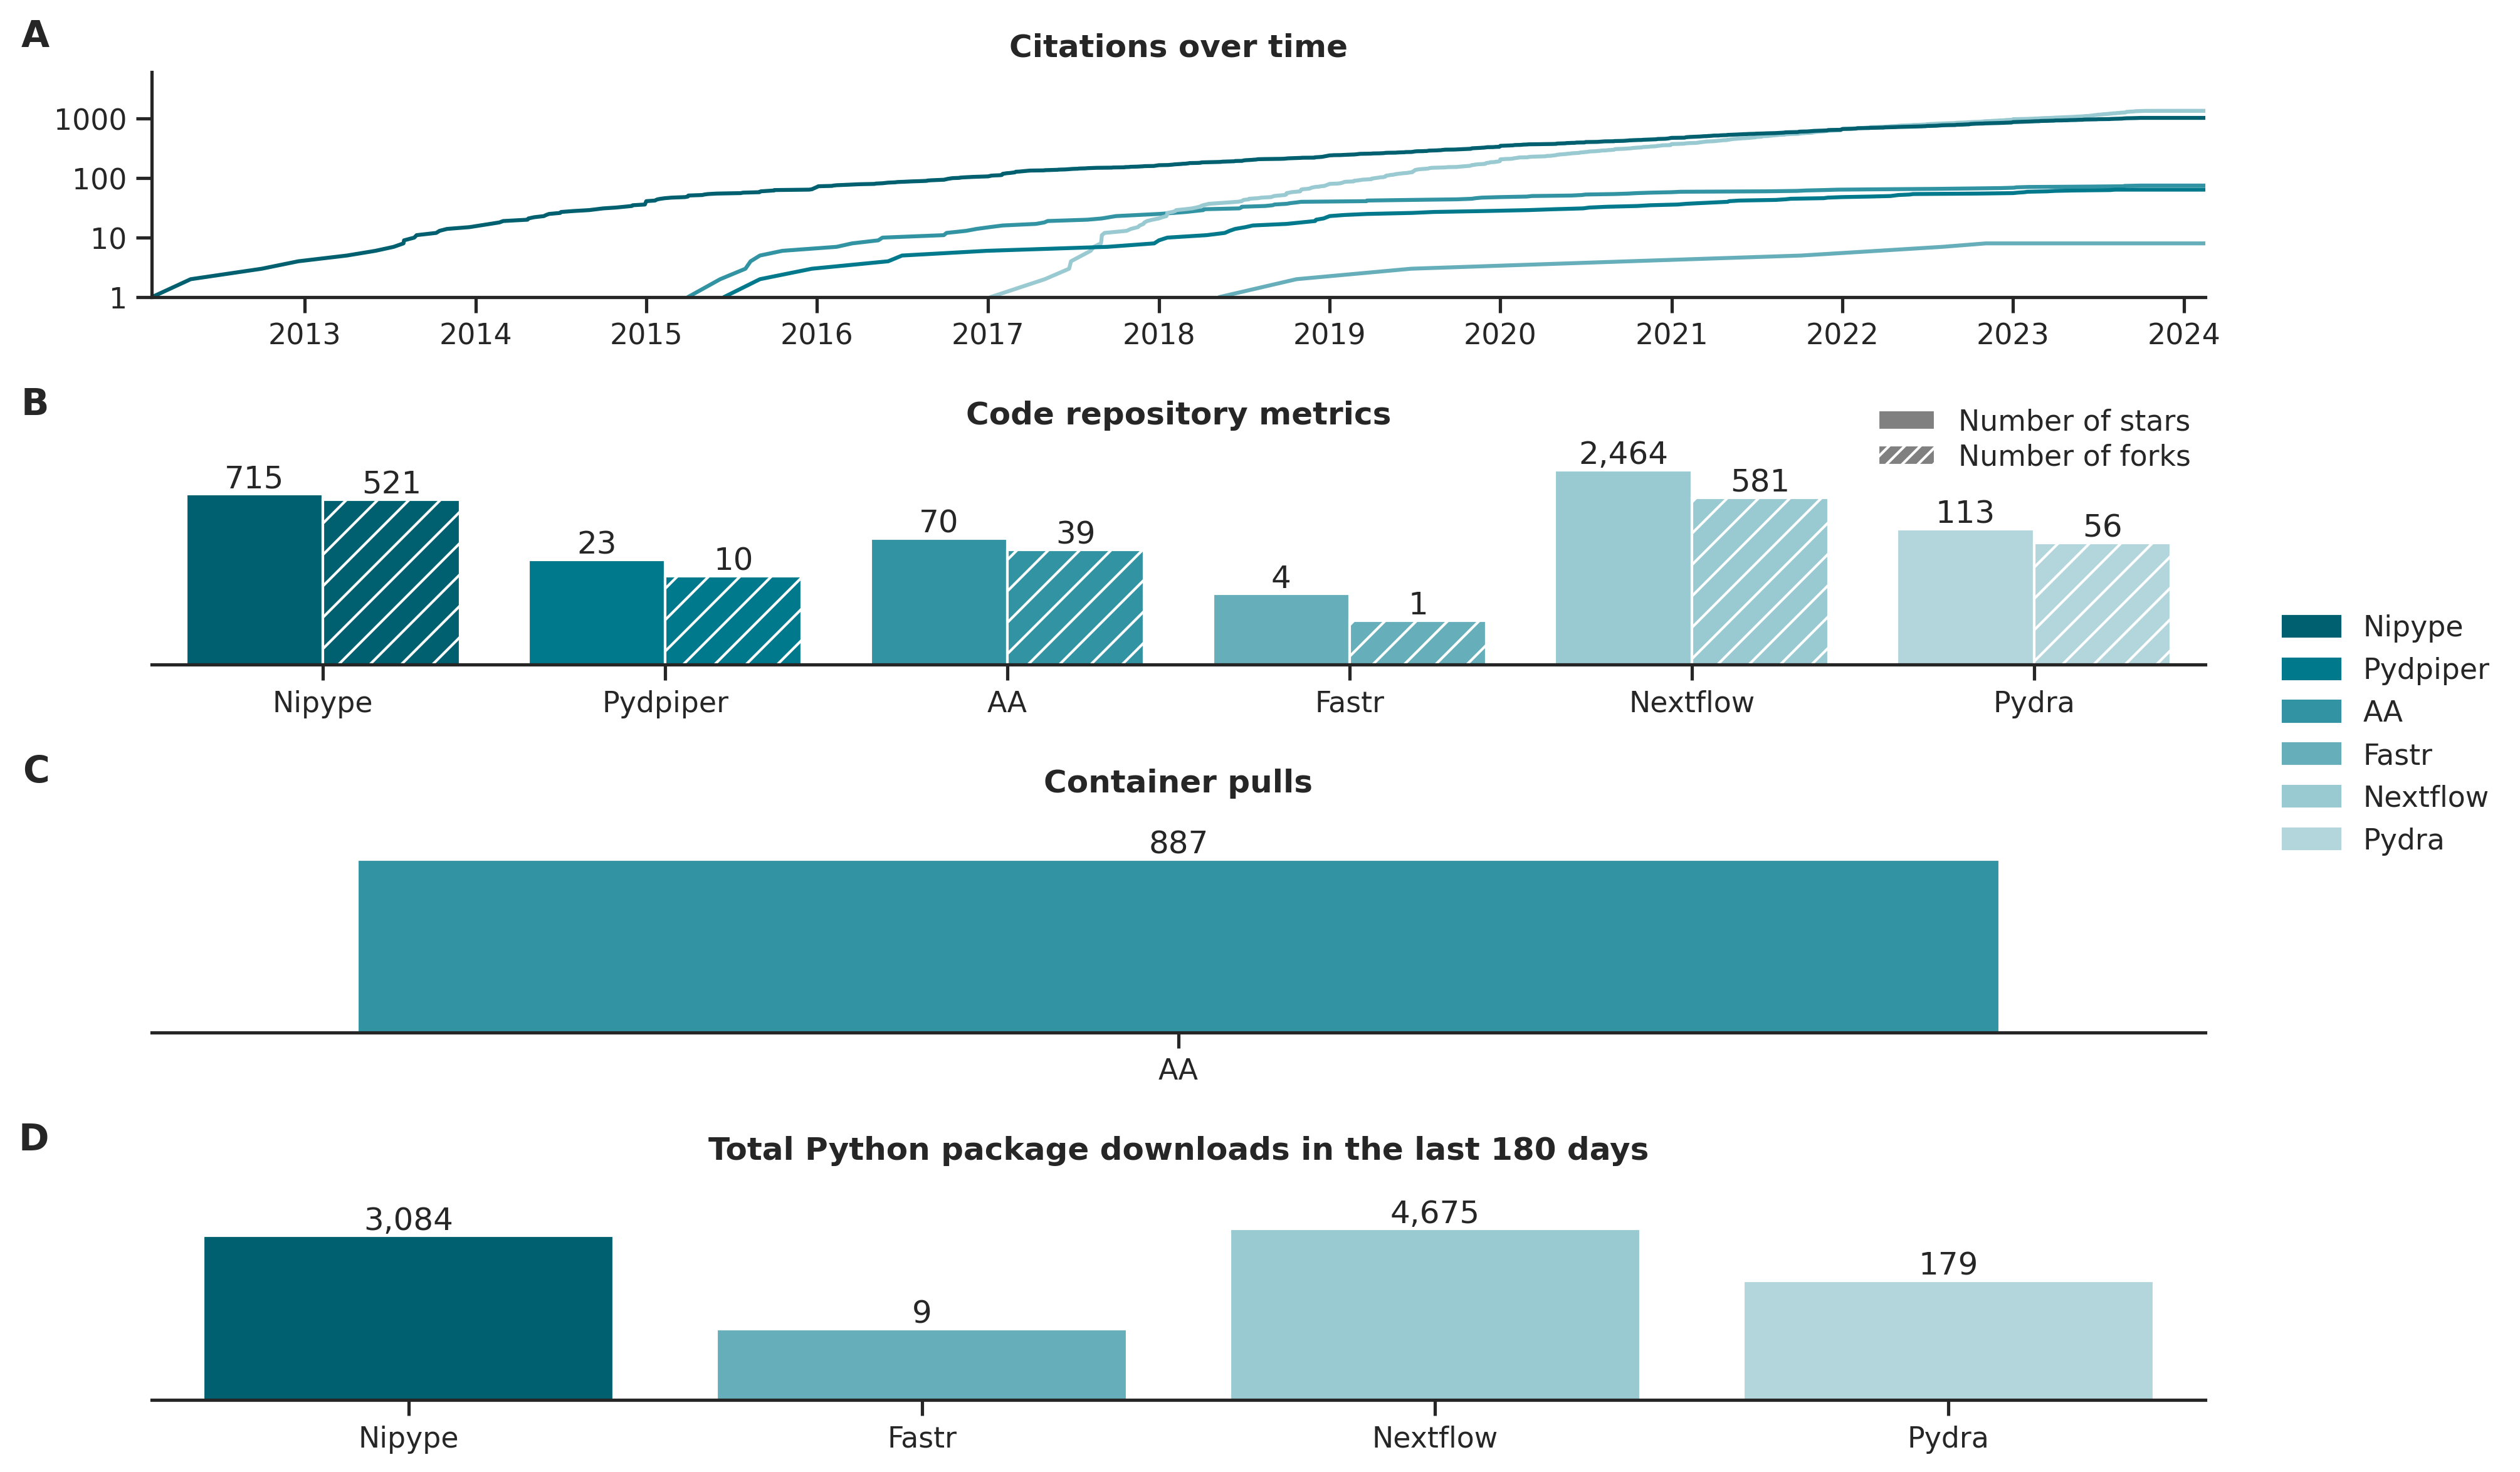 A
Citations over time
1000
100
10
1
2013 2014 2015 2016 2017 2018 2019 2020 2021 2022 2023 2024
B
Code repository metrics
Number of stars
Number of forks
715 521 23 10 70 39 4 1 2,464 581 113 56
Nipype Pydpiper AA Fastr Nextflow Pydra
Nipype
Pydpiper
AA
Fastr
Nextflow
Pydra
C
Container pulls
887
AA
D
Total Python package downloads in the last 180 days
3,084 9 4,675 179
Nipype Fastr Nextflow Pydra